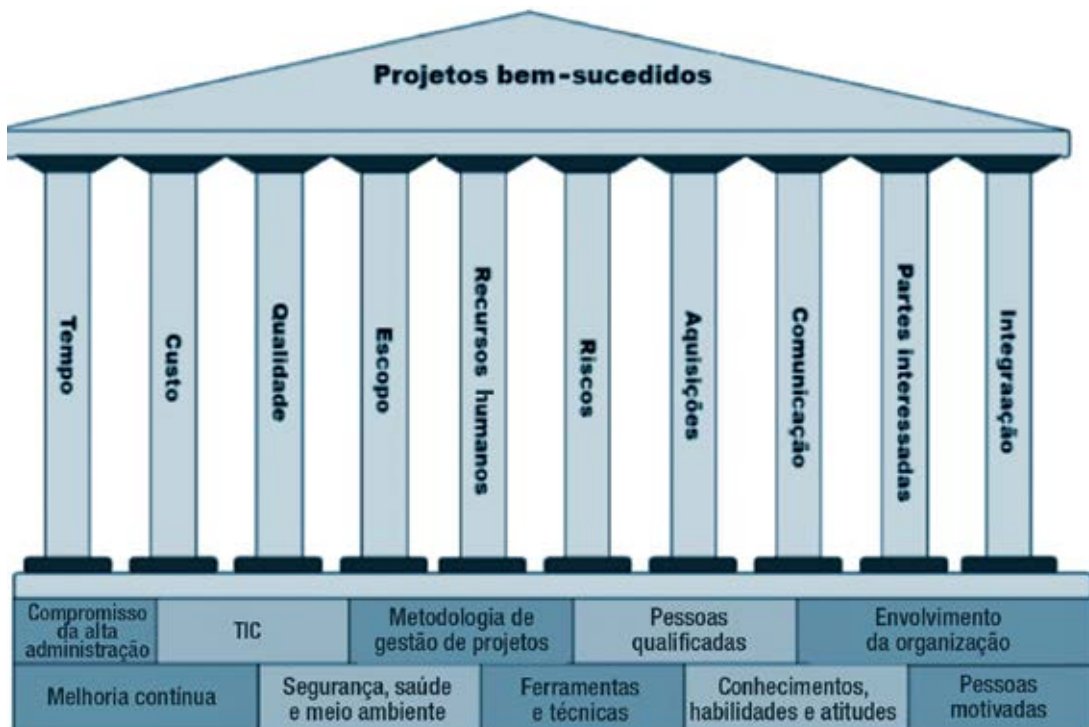 Projetos bem-sucedidos
Tempo
Custo
Qualidade
Escopo
Recursos humanos
Riscos
Aquisições
Comunicação
Partes interessadas
Integraação
Compromisso
da alta
administração
TIC
Metodologia de
gestão de projetos
Pessoas
qualificadas
Envolvimento
da organização
Melhoria contínua
Segurança, saúde
e meio ambiente
Ferramentas
e técnicas
Conhecimentos,
habilidades e atitudes
Pessoas
motivadas